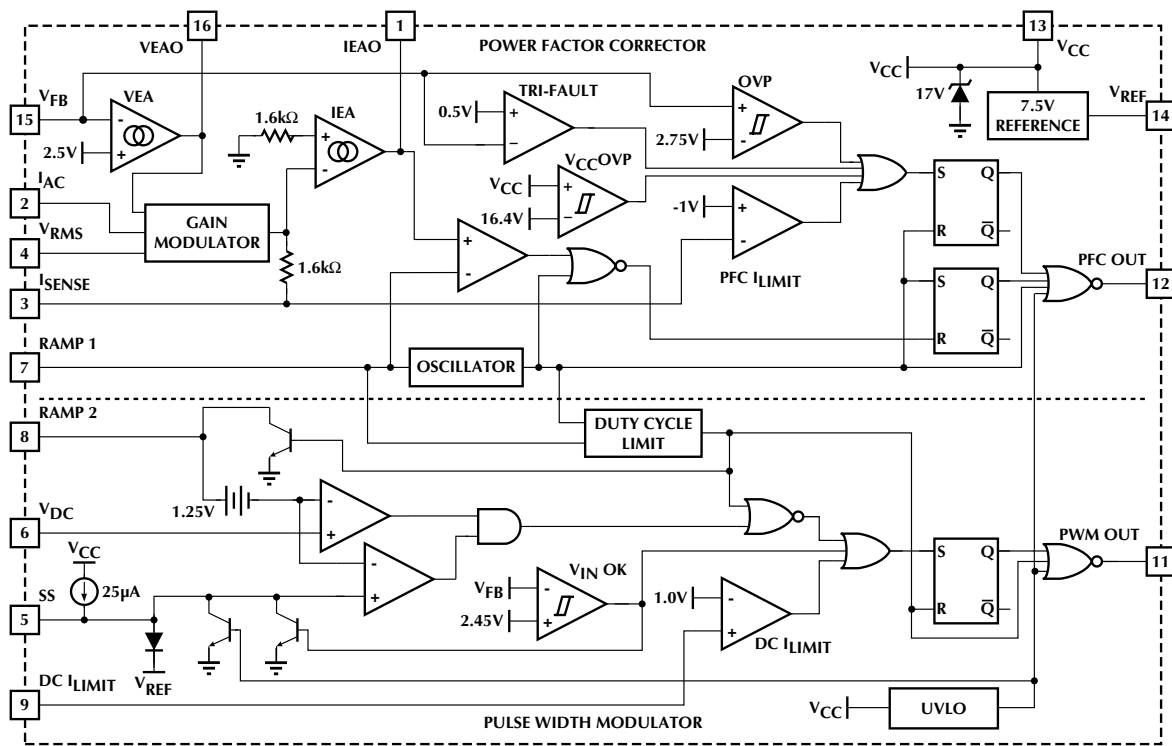 16
1
13
VEAO
IEAO
POWER FACTOR CORRECTOR
VCC
VFB
VEA
IEA
TRI-FAULT
OVP
VCC
17V
7.5V
REFERENCE
VREF
15
14
2.5V
1.6kΩ
0.5V
2.75V
IAC
2
VCC OVP
VCC
16.4V
-1V
S
Q
R
Q
VRMS
4
GAIN
MODULATOR
1.6kΩ
PFC ILIMIT
ISENSE
3
S
Q
R
Q
PFC OUT
12
RAMP 1
7
OSCILLATOR
RAMP 2
8
DUTY CYCLE
LIMIT
1.25V
VDC
6
VCC
25µA
SS
5
VREF
VIN OK
VFB
2.45V
1.0V
DC ILIMIT
S
Q
R
Q
PWM OUT
11
DC ILIMIT
9
VCC
UVLO
PULSE WIDTH MODULATOR